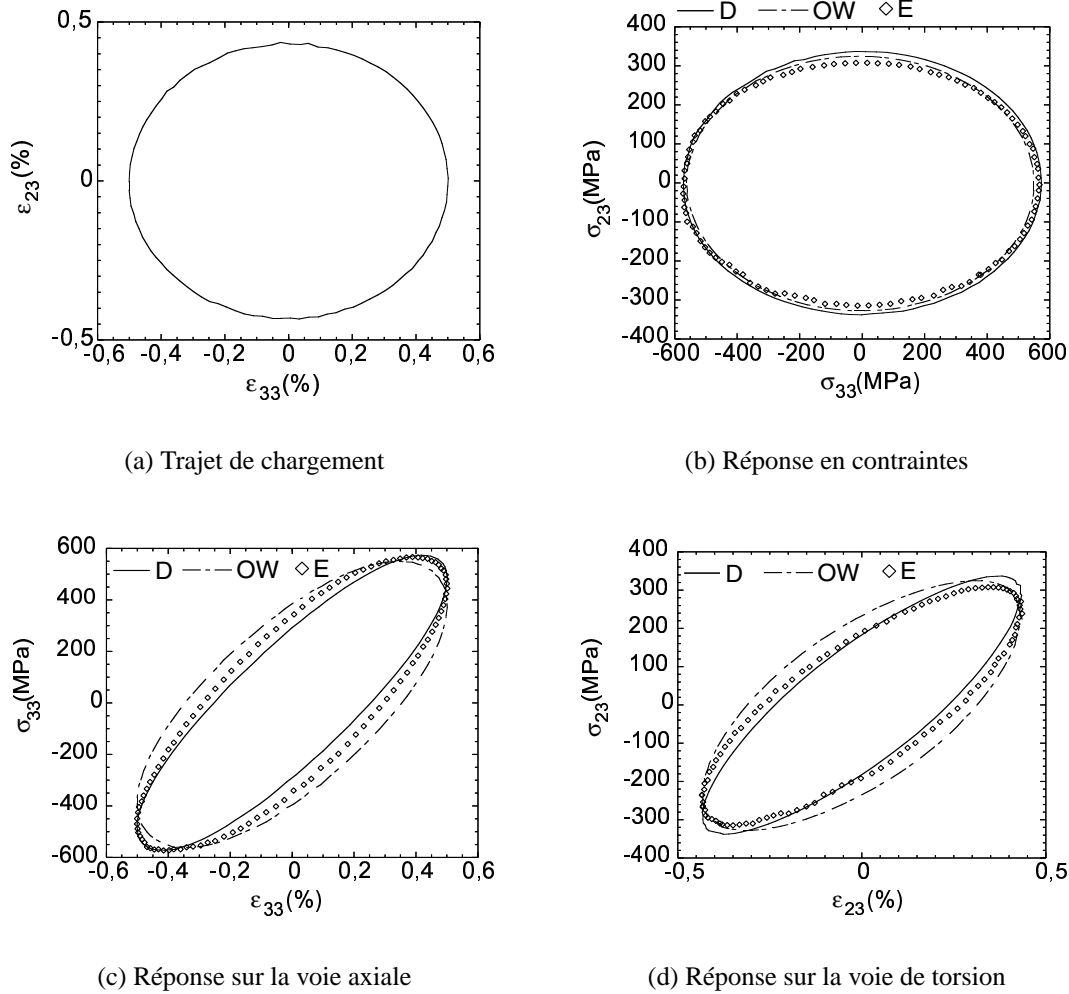 0,5
0
-0,5
ε23(%)
-0,6 -0,4 -0,2 0 0,2 0,4 0,6
ε33(%)
(a) Trajet de chargement
D OW E
400
300
200
100
0
-100
-200
-300
-400
σ23(MPa)
-600 -400 -200 0 200 400 600
σ33(MPa)
(b) Réponse en contraintes
600
400
200
0
-200
-400
-600
σ33(MPa)
D OW E
-0,6 -0,4 -0,2 0 0,2 0,4 0,6
ε33(%)
(c) Réponse sur la voie axiale
400
300
200
100
0
-100
-200
-300
-400
σ23(MPa)
D OW E
-0,5 0 0,5
ε23(%)
(d) Réponse sur la voie de torsion